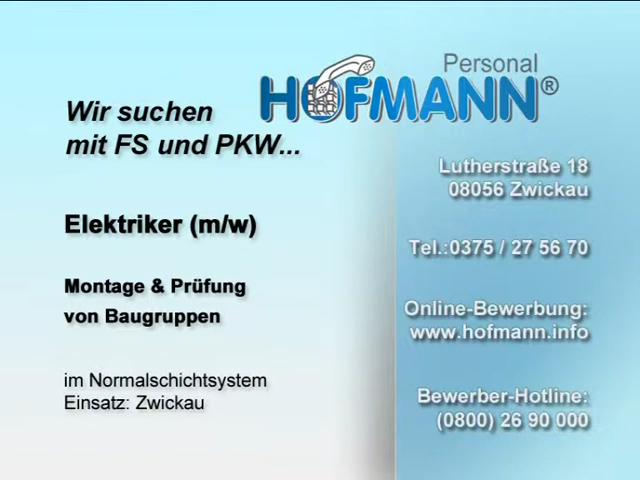 Personal
HOFMANN®
Wir suchen
mit FS und PKW...
Elektriker (m/w)
Montage & Prüfung
von Baugruppen
im Normalschichtsystem
Einsatz: Zwickau
Lutherstraße 18
08056 Zwickau
Tel.:0375 / 27 56 70
Online-Bewerbung:
www.hofmann.info
Bewerber-Hotline:
(0800) 26 90 000